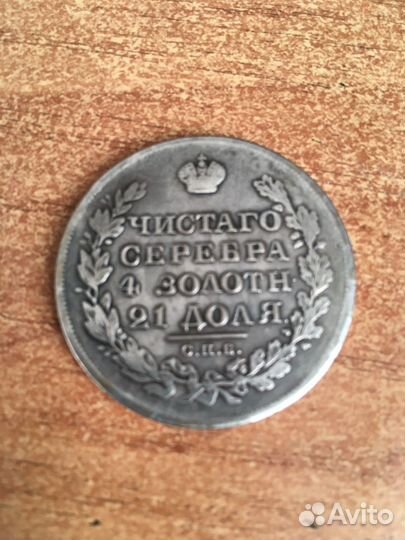 ЧИСТАГО
СЕРЕБРА
4 ЗОЛОТН
21 ДОЛЯ
С.П.Б.
Avito